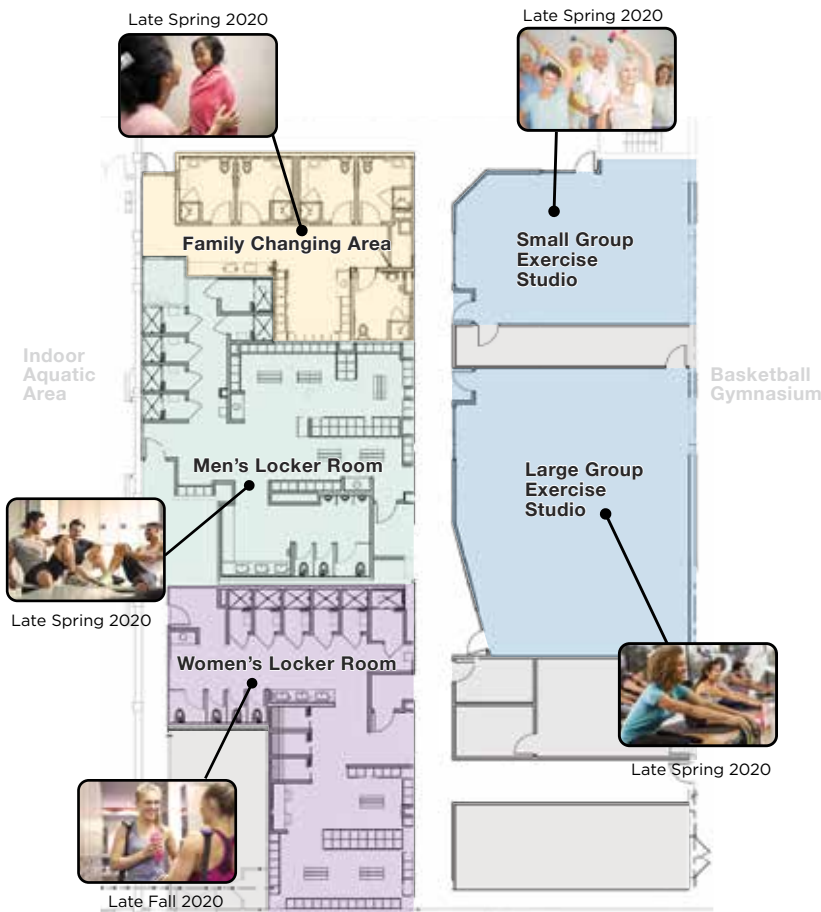 Late Spring 2020
Late Spring 2020
Family Changing Area
Small Group
Exercise
Studio
Indoor
Aquatic
Area
Basketball
Gymnasium
Men's Locker Room
Large Group
Exercise
Studio
Late Spring 2020
Women's Locker Room
Late Spring 2020
Late Fall 2020